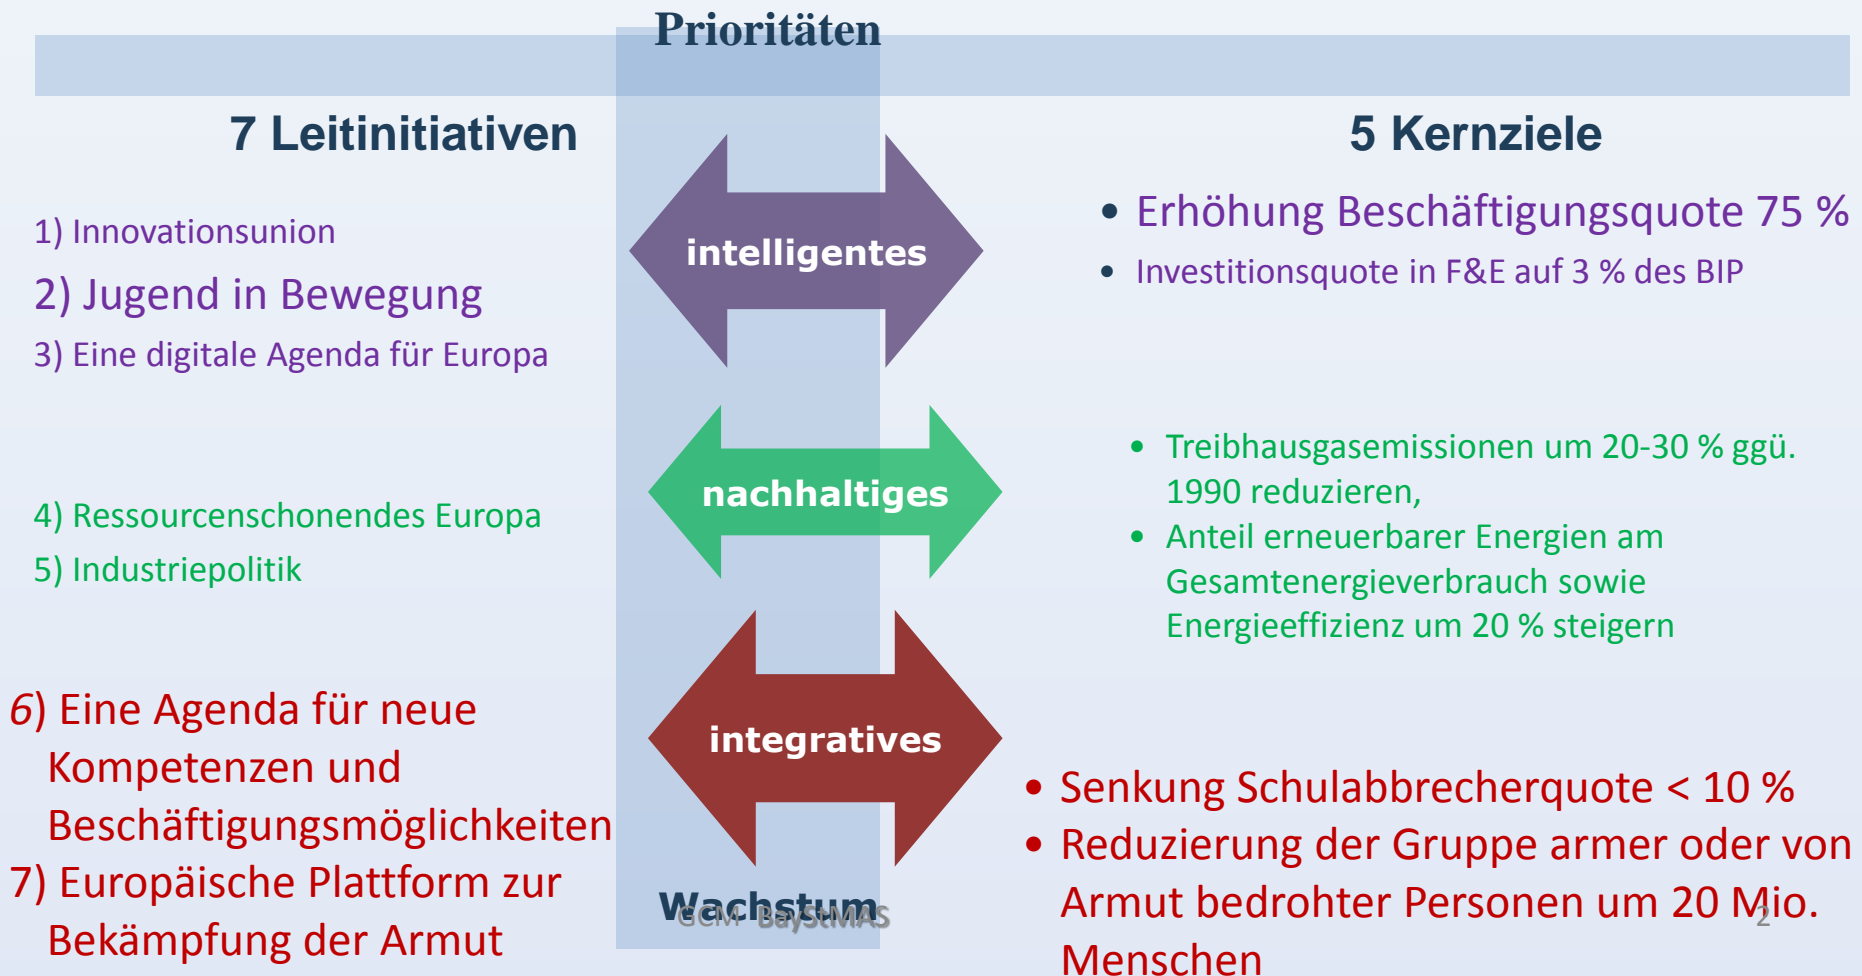 Prioritäten
7 Leitinitiativen
1) Innovationsunion
2) Jugend in Bewegung
3) Eine digitale Agenda für Europa
4) Ressourcenschonendes Europa
5) Industriepolitik
6) Eine Agenda für neue
Kompetenzen und
Beschäftigungsmöglichkeiten
7) Europäische Plattform zur
Bekämpfung der Armut
intelligentes
nachhaltiges
integratives
Wachstum
GCM BayStMAS
5 Kernziele
• Erhöhung Beschäftigungsquote 75 %
• Investitionsquote in F&E auf 3 % des BIP
• Treibhausgasemissionen um 20-30 % ggü.
1990 reduzieren,
• Anteil erneuerbarer Energien am
Gesamtenergieverbrauch sowie
Energieeffizienz um 20 % steigern
• Senkung Schulabbrecherquote < 10 %
• Reduzierung der Gruppe armer oder von
Armut bedrohter Personen um 20 Mio.
Menschen
2